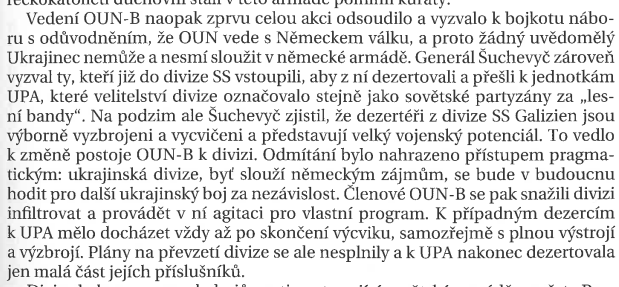 Vedení OUN-B naopak zprvu celou akci odsoudilo a vyzvalo k bojkotu nábo-
ru s odůvodněním, že OUN vede s Německem válku, a proto žádný uvědomělý
Ukrajinec nemůže a nesmí sloužit v německé armádě. Generál Šuchevyč zároveň
vyzval ty, kteří již do divize SS vstoupili, aby z ní dezertovali a přešli k jednotkám
UPA, které velitelství divize označovalo stejně jako sovětské partyzány za „les-
ní bandy“. Na podzim ale Šuchevyč zjistil, že dezertéři z divize SS Galizien jsou
výborně vyzbrojeni a vycvičeni a představují velký vojenský potenciál. To vedlo
k změně postoje OUN-B k divizi. Odmítání bylo nahrazeno přístupem pragma-
tickým: ukrajinská divize, byť slouží německým zájmům, se bude v budoucnu
hodit pro další ukrajinský boj za nezávislost. Členové OUN-B se pak snažili divizi
infiltrovat a provádět v ní agitaci pro vlastní program. K případným dezercím
k UPA mělo docházet vždy až po skončení výcviku, samozřejmě s plnou výstrojí
a výzbrojí. Plány na převzetí divize se ale nesplnily a k UPA nakonec dezertovala
jen malá část jejích příslušníků.